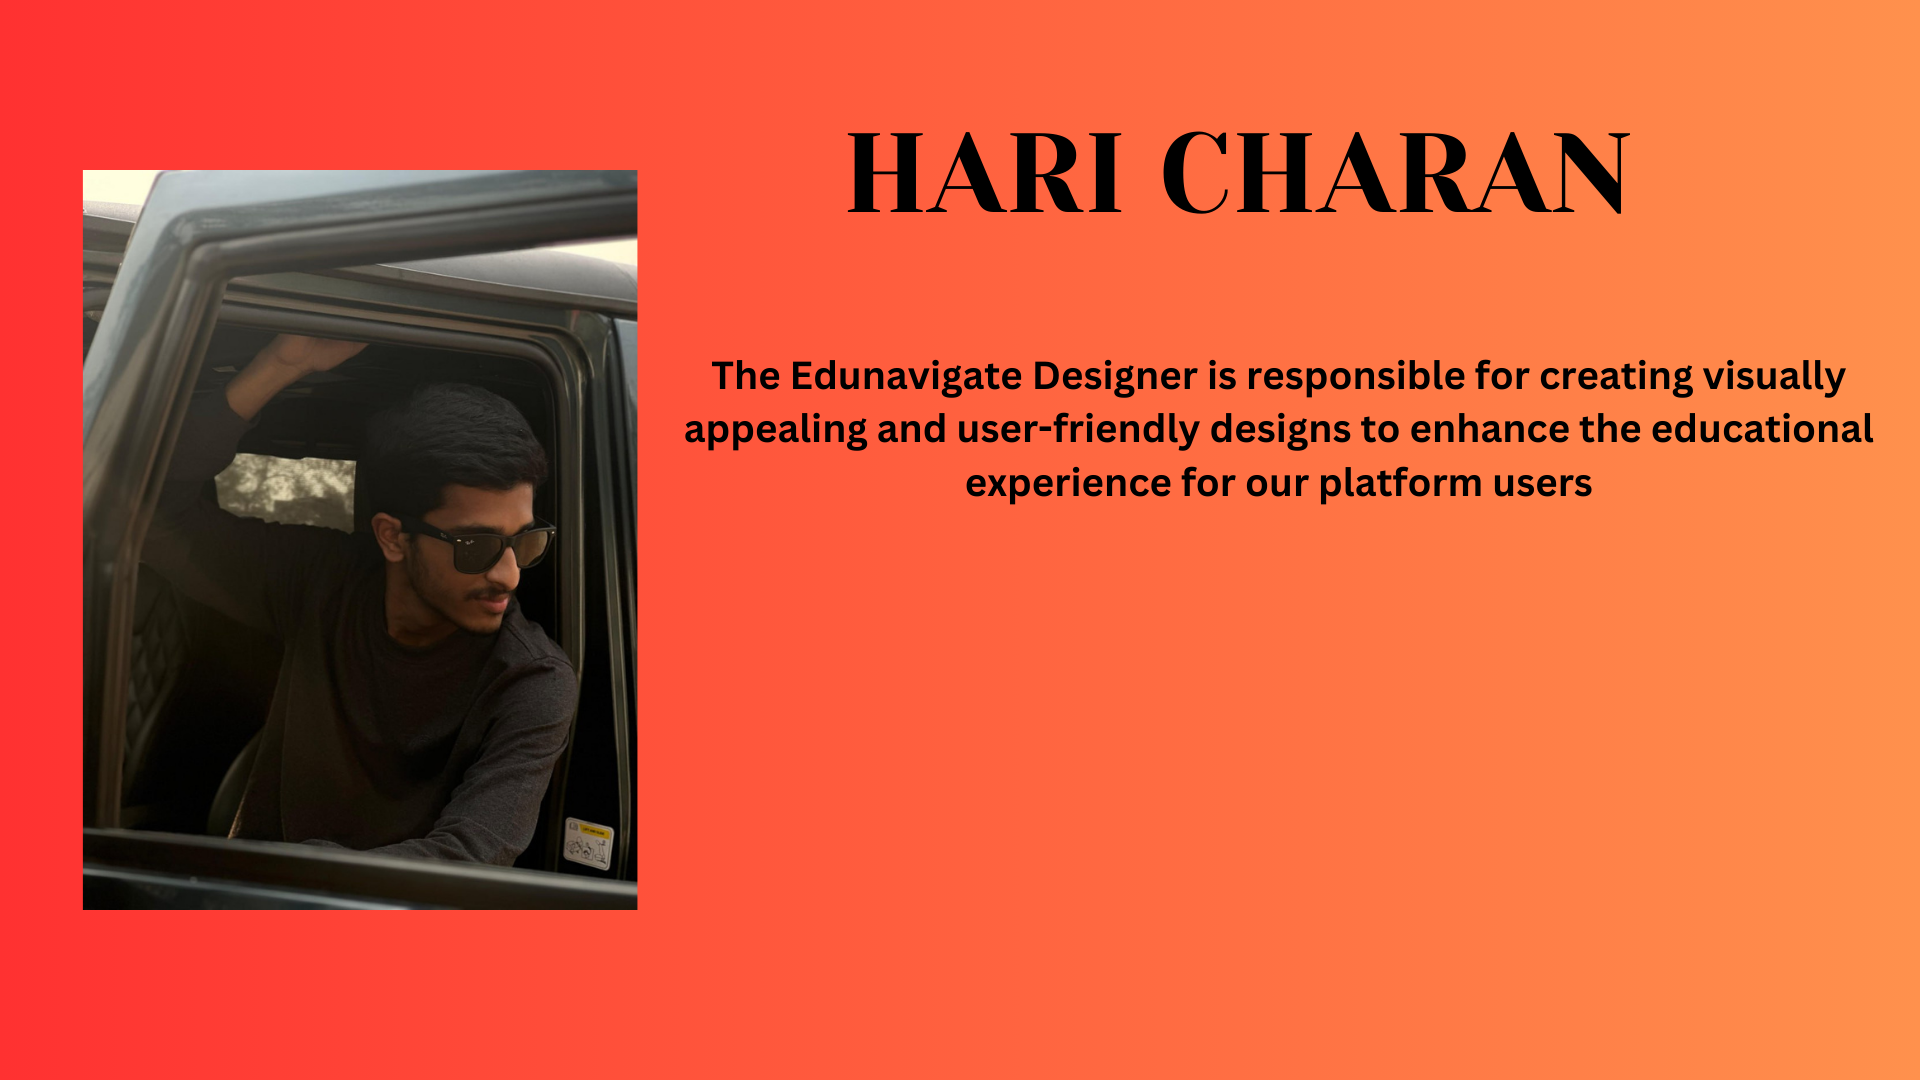 HARI CHARAN
The Edunavigate Designer is responsible for creating visually
appealing and user-friendly designs to enhance the educational
experience for our platform users